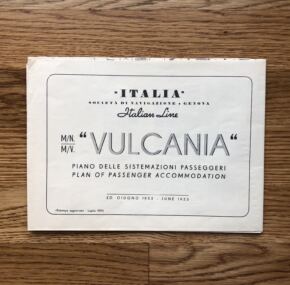 "ITALIA"
SOCIETÀ DI NAVIGAZIONE • GENOVA
Italian Line
M/N.
M/V.
"VULCANIA"
PIANO DELLE SISTEMAZIONI PASSEGGERI
PLAN OF PASSENGER ACCOMMODATION
ED. GIUGNO 1953 - JUNE 1953